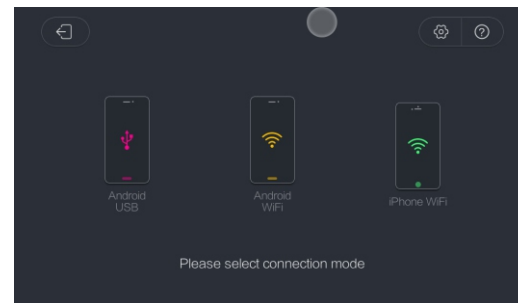 Android
USB
Android
WiFi
iPhone WiFi
Please select connection mode